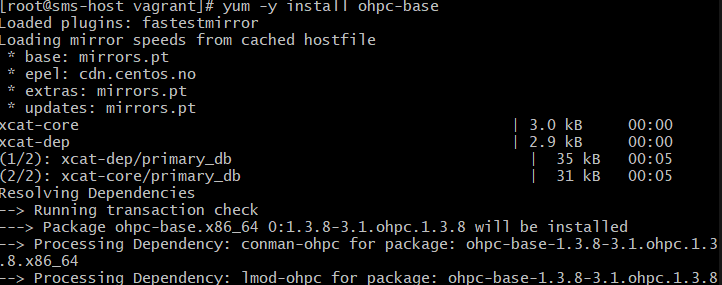 [root@sms-host vagrant]# yum -y install ohpc-base
Loaded plugins: fastestmirror
Loading mirror speeds from cached hostfile
 * base: mirrors.pt
 * epel: cdn.centos.no
 * extras: mirrors.pt
 * updates: mirrors.pt
xcat-core | 3.0 kB 00:00
xcat-dep | 2.9 kB 00:00
(1/2): xcat-dep/primary_db | 35 kB 00:05
(2/2): xcat-core/primary_db | 31 kB 00:05
Resolving Dependencies
--> Running transaction check
---> Package ohpc-base.x86_64 0:1.3.8-3.1.ohpc.1.3.8 will be installed
--> Processing Dependency: conman-ohpc for package: ohpc-base-1.3.8-3.1.ohpc.1.3
.8.x86_64
--> Processing Dependency: lmod-ohpc for package: ohpc-base-1.3.8-3.1.ohpc.1.3.8